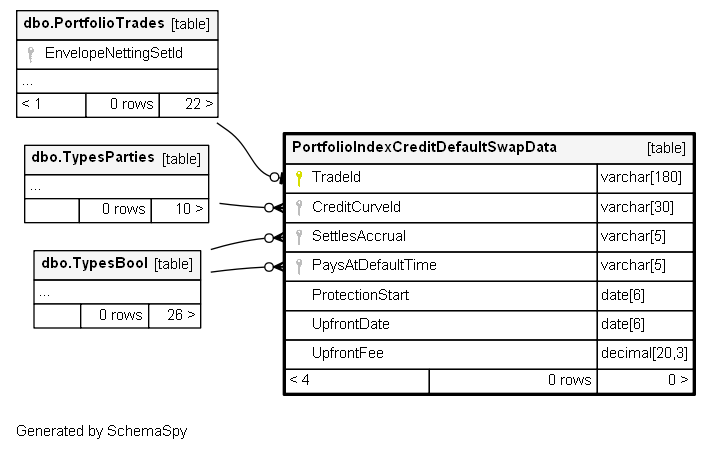 dbo.PortfolioTrades [table]
EnvelopeNettingSetId
...
< 1 0 rows 22 >
dbo.TypesParties [table]
...
0 rows 10 >
dbo.TypesBool [table]
...
0 rows 26 >
PortfolioIndexCreditDefaultSwapData [table]
TradeId varchar[180]
CreditCurveId varchar[30]
SettlesAccrual varchar[5]
PaysAtDefaultTime varchar[5]
ProtectionStart date[6]
UpfrontDate date[6]
UpfrontFee decimal[20,3]
< 4 0 rows 0 >
Generated by SchemaSpy